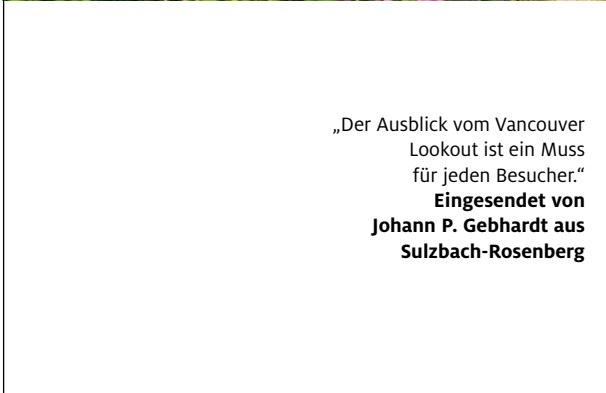 „Der Ausblick vom Vancouver
Lookout ist ein Muss
für jeden Besucher.“
Eingesendet von
Johann P. Gebhardt aus
Sulzbach-Rosenberg